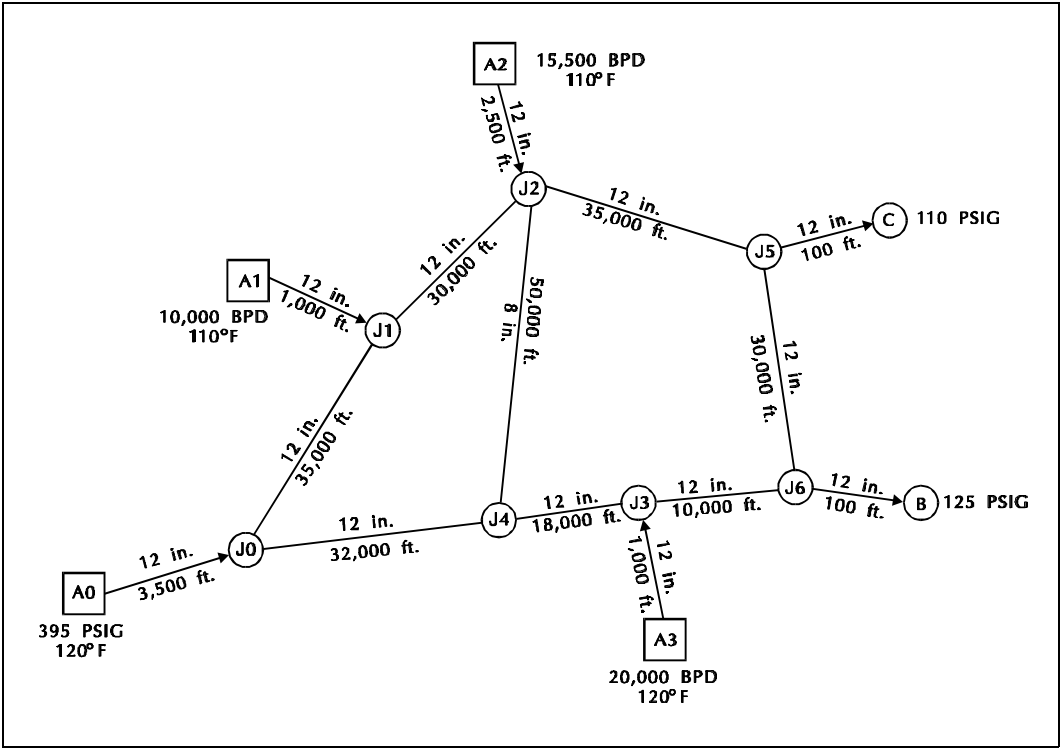 A2
15,500 BPD
110°F
12 in.
2,500 ft.
J2
12 in.
35,000 ft.
J5
12 in.
100 ft.
C
110 PSIG
A1
10,000 BPD
110°F
12 in.
1,000 ft.
J1
12 in.
30,000 ft.
50,000 ft.
8 in.
12 in.
30,000 ft.
12 in.
35,000 ft.
J0
12 in.
32,000 ft.
J4
12 in.
18,000 ft.
J3
12 in.
10,000 ft.
J6
12 in.
100 ft.
B
125 PSIG
12 in.
3,500 ft.
A0
395 PSIG
120°F
12 in.
1,000 ft.
A3
20,000 BPD
120°F